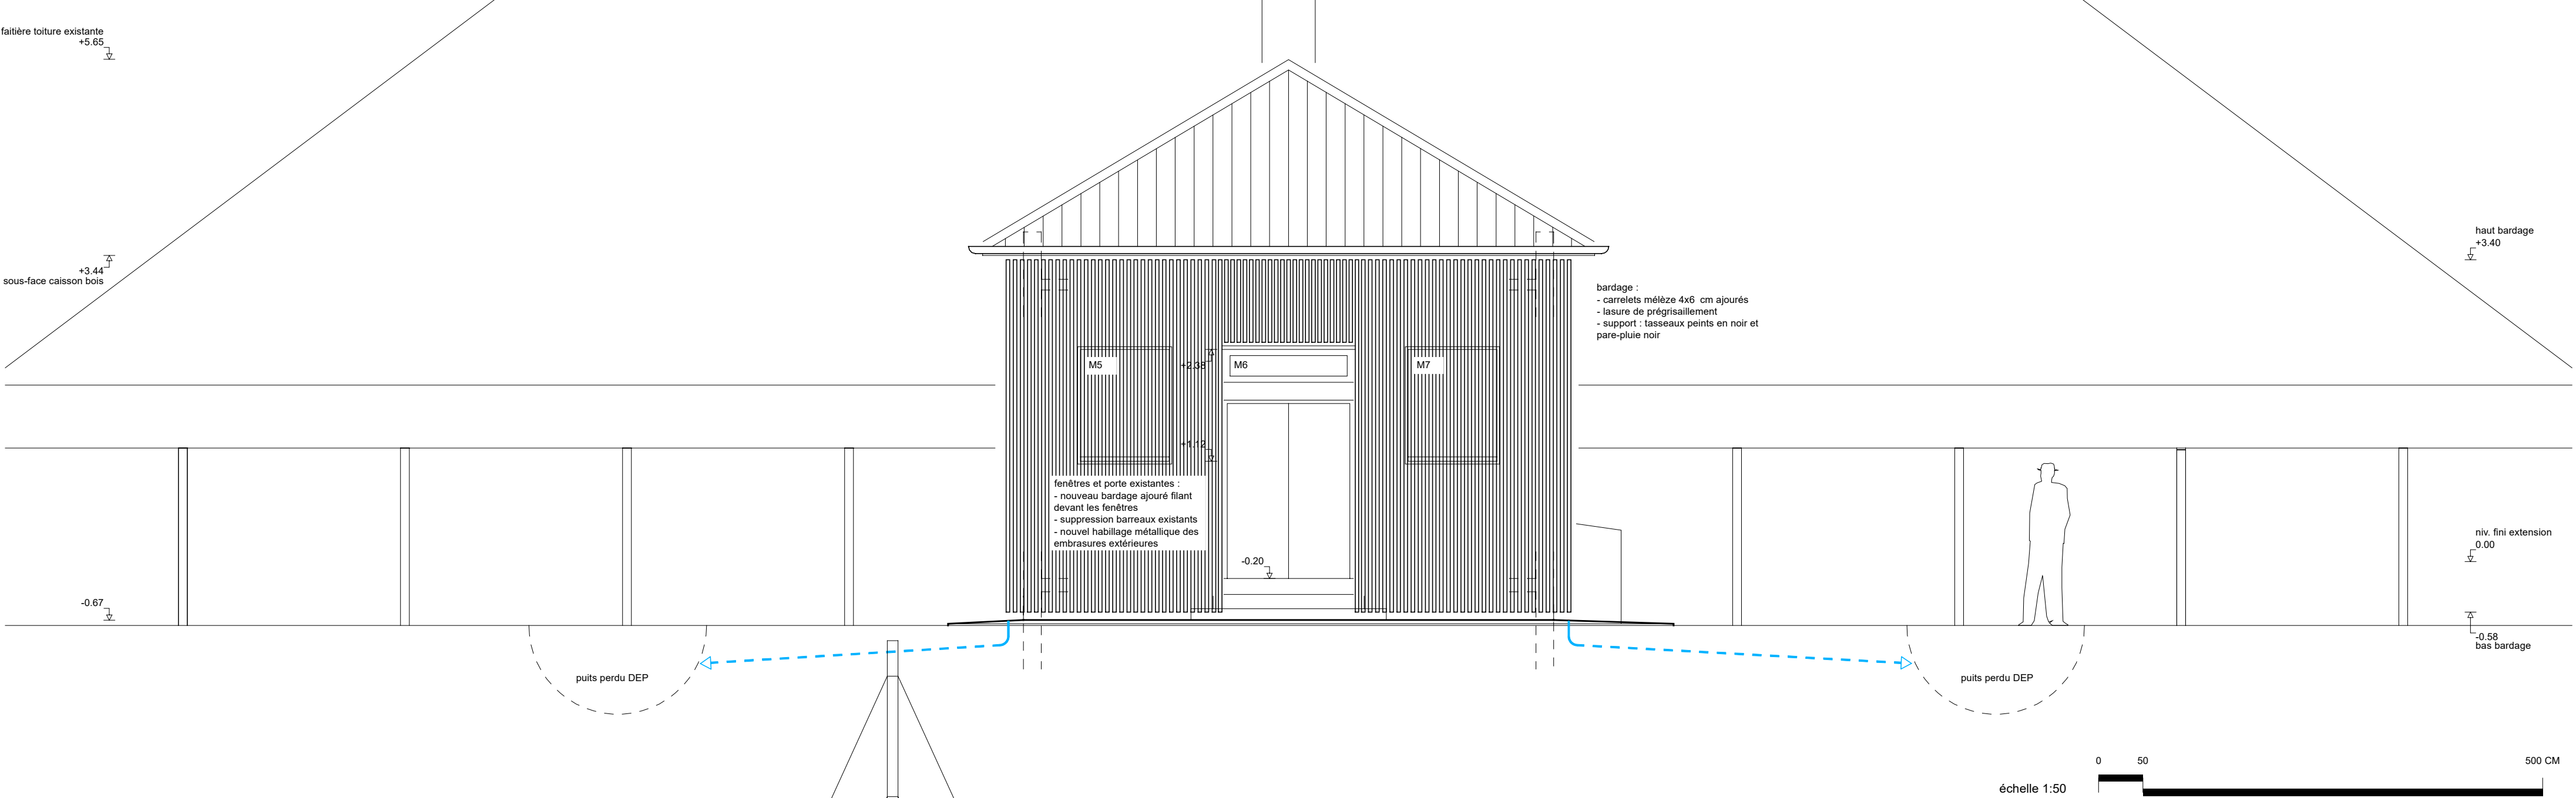 faitière toiture existante
+5.65
+3.44
sous-face caisson bois
-0.67
haut bardage
+3.40
bardage :
- carrelets mélèze 4x6 cm ajourés
- lasure de prégrisaillement
- support : tasseaux peints en noir et
pare-pluie noir
M5
+2.38
M6
M7
+1.12
fenêtres et porte existantes :
- nouveau bardage ajouré filant
devant les fenêtres
- suppression barreaux existants
- nouvel habillage métallique des
embrasures extérieures
-0.20
niv. fini extension
0.00
-0.58
bas bardage
puits perdu DEP
puits perdu DEP
0 50 500 CM
échelle 1:50